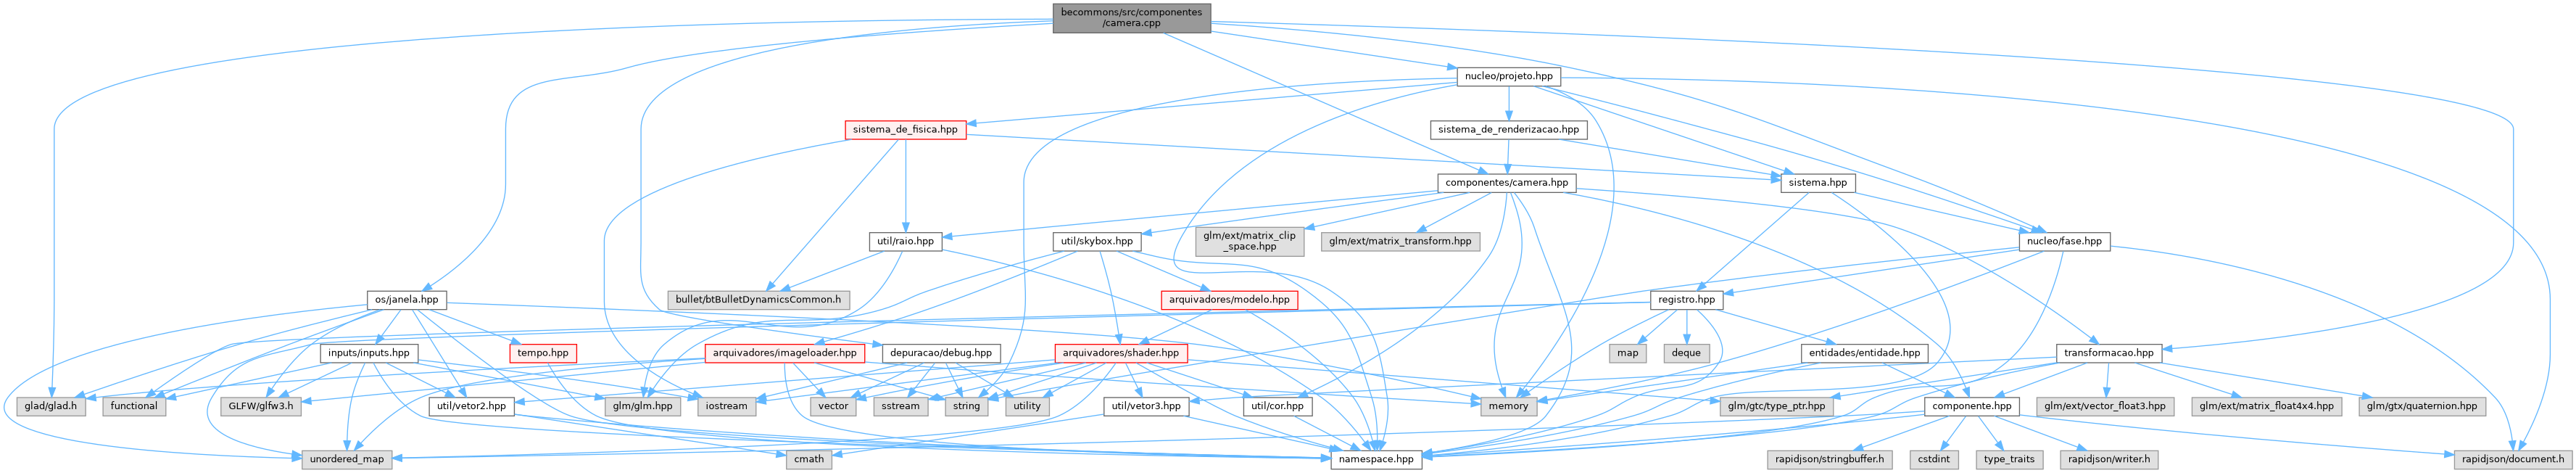 becommons/src/componentes
/camera.cpp
nucleo/projeto.hpp
sistema_de_fisica.hpp
sistema_de_renderizacao.hpp
componentes/camera.hpp
sistema.hpp
util/raio.hpp
util/skybox.hpp
glm/ext/matrix_clip
_space.hpp
glm/ext/matrix_transform.hpp
nucleo/fase.hpp
os/janela.hpp
bullet/btBulletDynamicsCommon.h
arquivadores/modelo.hpp
registro.hpp
inputs/inputs.hpp
tempo.hpp
arquivadores/imageloader.hpp
depuracao/debug.hpp
arquivadores/shader.hpp
map
deque
entidades/entidade.hpp
transformacao.hpp
glad/glad.h
functional
GLFW/glfw3.h
util/vetor2.hpp
glm/glm.hpp
iostream
vector
sstream
string
utility
util/vetor3.hpp
util/cor.hpp
memory
glm/gtc/type_ptr.hpp
componente.hpp
glm/ext/vector_float3.hpp
glm/ext/matrix_float4x4.hpp
glm/gtx/quaternion.hpp
unordered_map
cmath
namespace.hpp
rapidjson/stringbuffer.h
cstdint
type_traits
rapidjson/writer.h
rapidjson/document.h